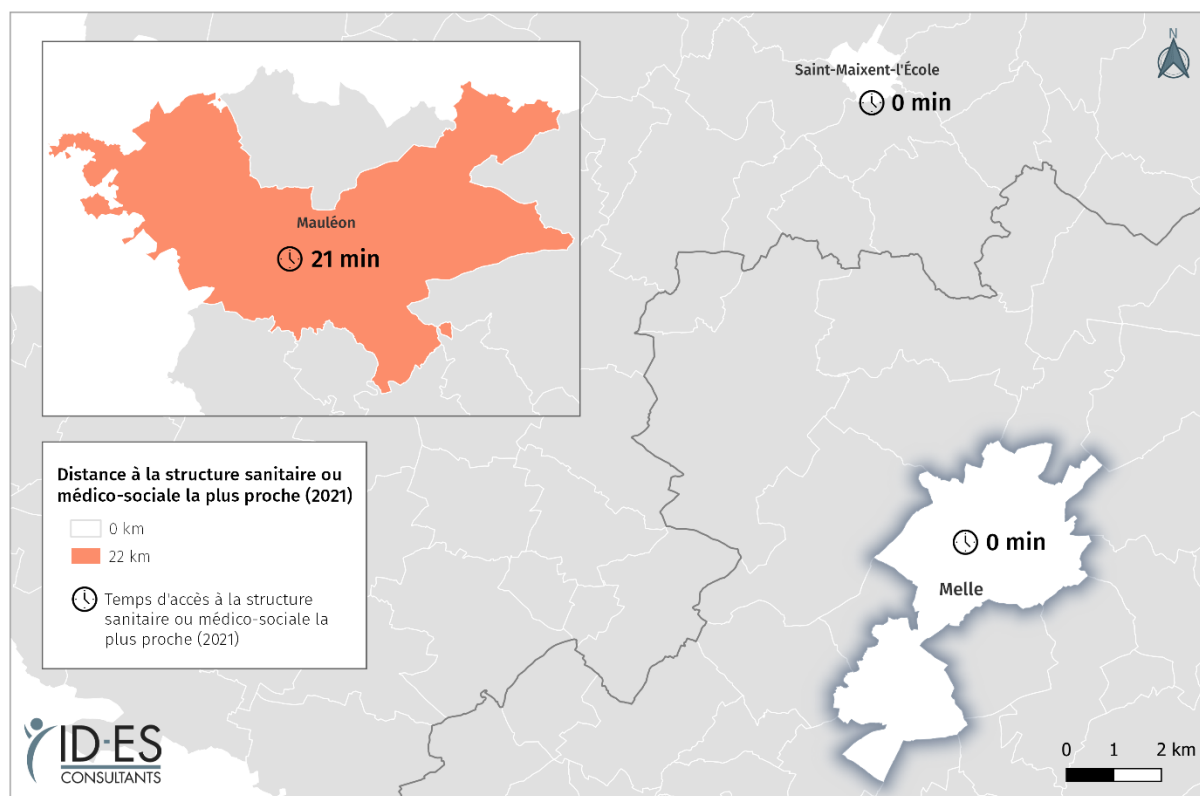 N
Saint-Maixent-l'École
0 min
Mauléon
21 min
Distance à la structure sanitaire ou
médico-sociale la plus proche (2021)
0 km
22 km
Temps d'accès à la structure
sanitaire ou médico-sociale la
plus proche (2021)
0 min
Melle
ID-ES
CONSULTANTS
0 1 2 km